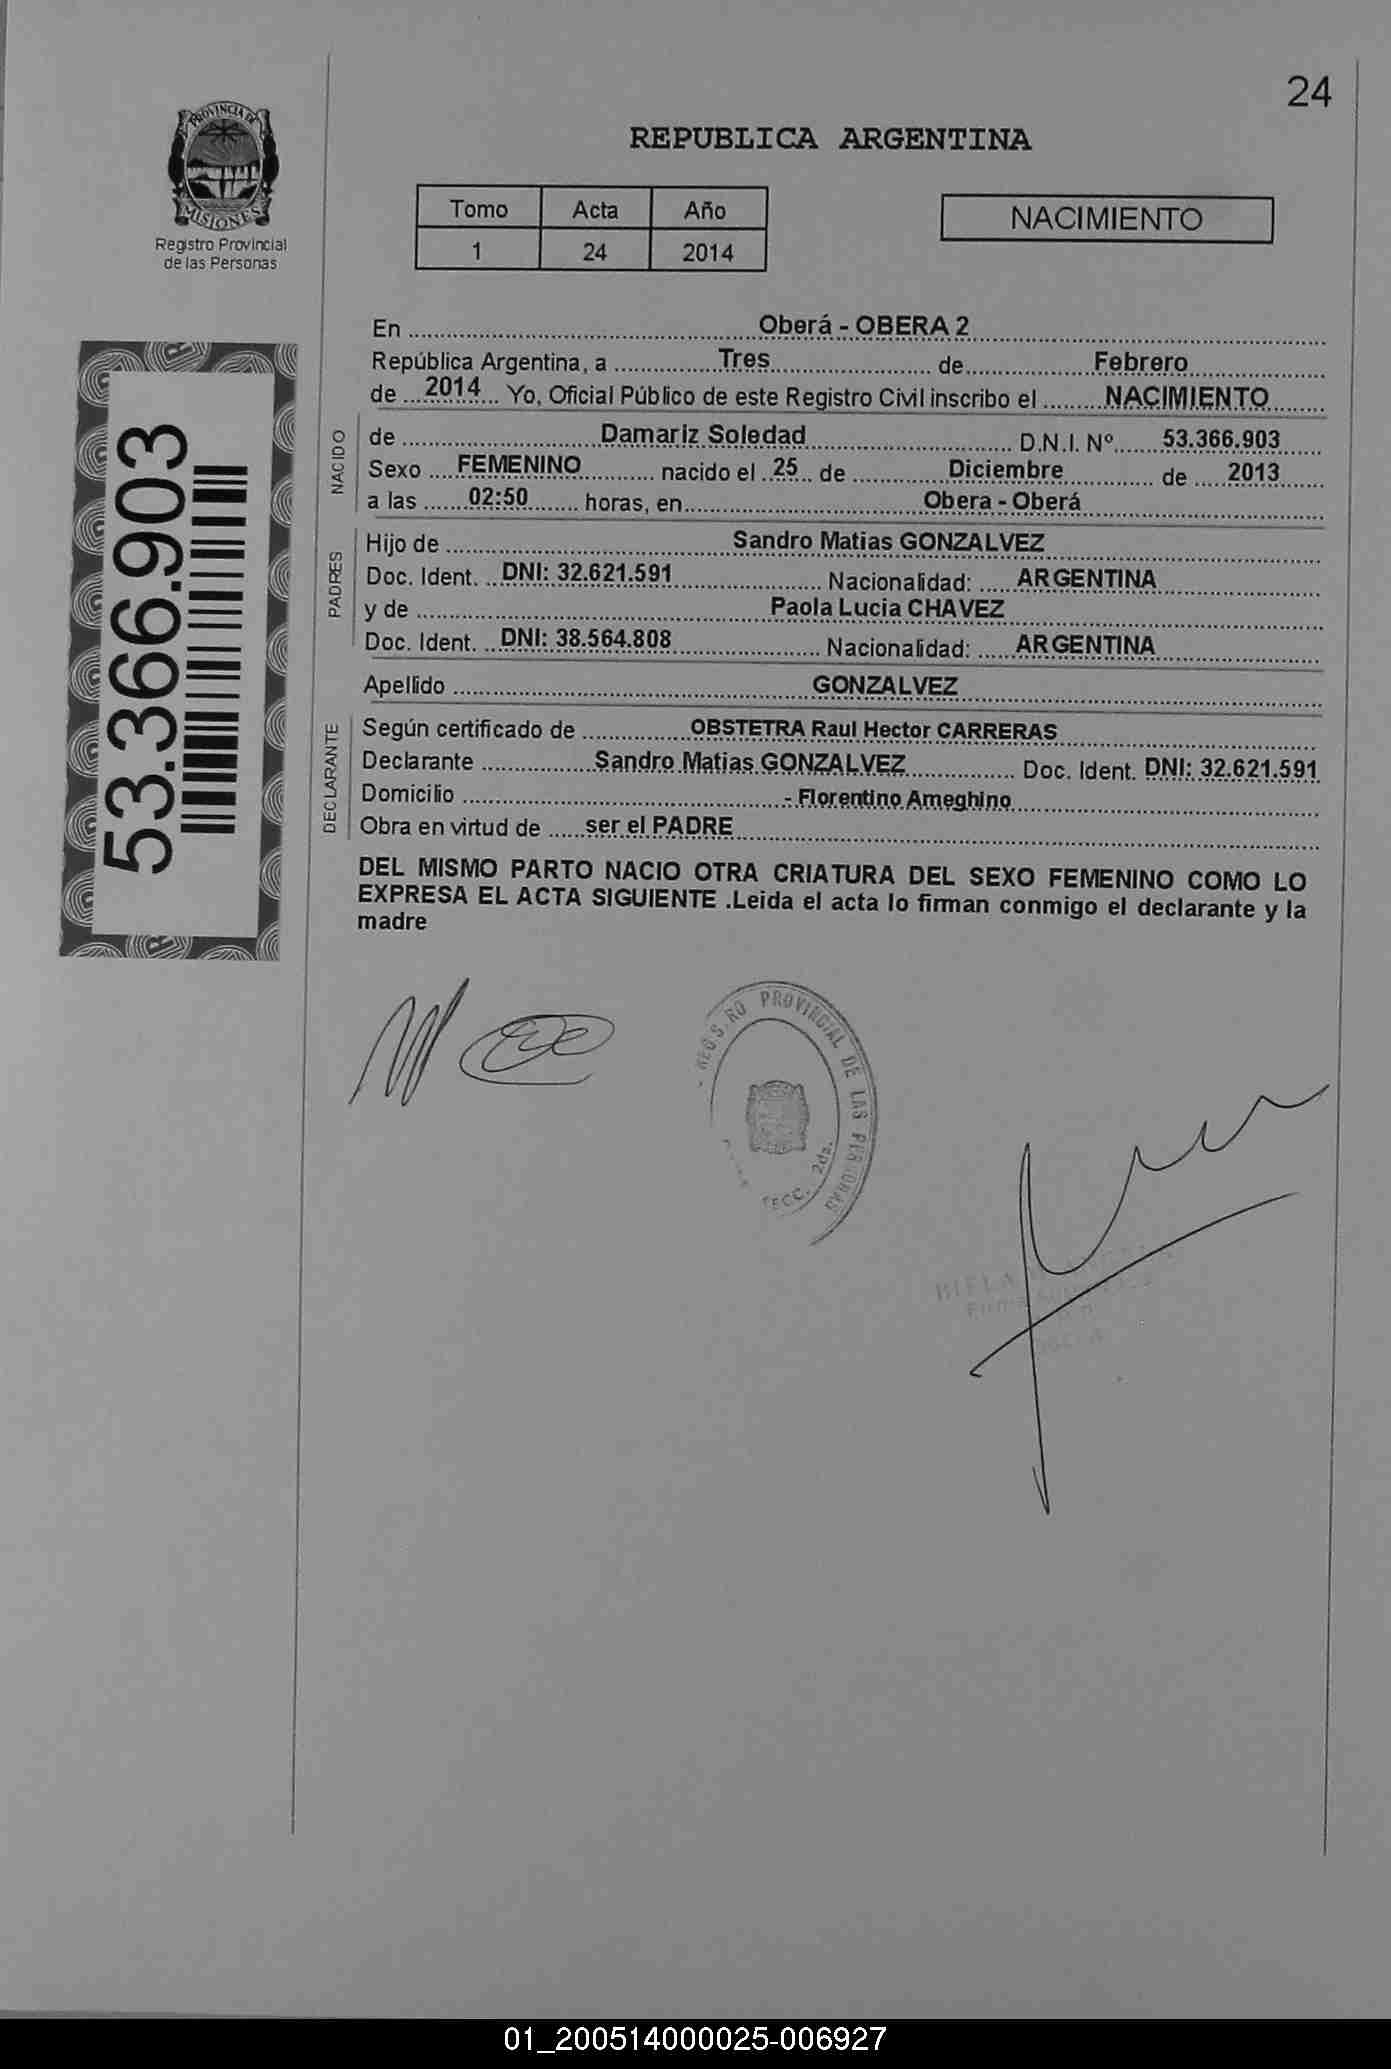 24
PROVINCIA DE
MISIONES
Registro Provincial
de las Personas
REPUBLICA ARGENTINA
Tomo Acta Año
1 24 2014
NACIMIENTO
53.366.903
En Oberá - OBERA 2
República Argentina, a Tres de Febrero
de 2014 Yo, Oficial Público de este Registro Civil inscribo el NACIMIENTO
NACIDO
de Damariz Soledad D.N.I. Nº 53.366.903
Sexo FEMENINO nacido el 25 de Diciembre de 2013
a las 02:50 horas, en Obera - Oberá
PADRES
Hijo de Sandro Matias GONZALVEZ
Doc. Ident. DNI: 32.621.591 Nacionalidad: ARGENTINA
y de Paola Lucia CHAVEZ
Doc. Ident. DNI: 38.564.808 Nacionalidad: ARGENTINA
Apellido GONZALVEZ
DECLARANTE
Según certificado de OBSTETRA Raul Hector CARRERAS
Declarante Sandro Matias GONZALVEZ Doc. Ident. DNI: 32.621.591
Domicilio - Florentino Ameghino
Obra en virtud de ser el PADRE
DEL MISMO PARTO NACIO OTRA CRIATURA DEL SEXO FEMENINO COMO LO
EXPRESA EL ACTA SIGUIENTE .Leida el acta lo firman conmigo el declarante y la
madre
PROVINCIAL DE LAS PERSONAS
SECC. 2da.
01_200514000025-006927